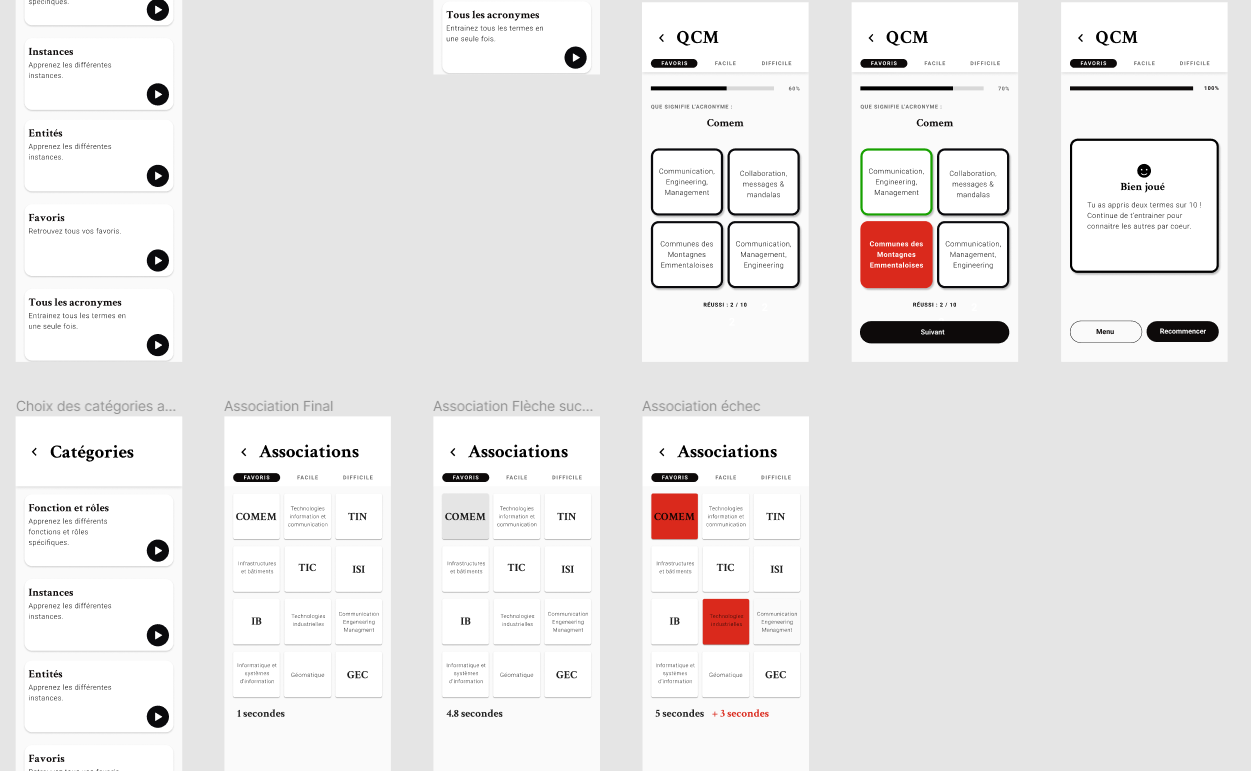 spécifiques.
Instances
Apprenez les différentes
instances.
Entités
Apprenez les différentes
instances.
Favoris
Retrouvez tous vos favoris.
Tous les acronymes
Entrainez tous les termes en
une seule fois.
Tous les acronymes
Entrainez tous les termes en
une seule fois.
QCM
FAVORIS FACILE DIFFICILE
60%
QUE SIGNIFIE L'ACRONYME :
Comem
Communication,
Engineering,
Management
Collaboration,
messages &
mandalas
Communes des
Montagnes
Emmentaloises
Communication,
Management,
Engineering
RÉUSSI : 2 / 10
QCM
FAVORIS FACILE DIFFICILE
70%
QUE SIGNIFIE L'ACRONYME :
Comem
Communication,
Engineering,
Management
Collaboration,
messages &
mandalas
Communes des
Montagnes
Emmentaloises
Communication,
Management,
Engineering
RÉUSSI : 2 / 10
Suivant
QCM
FAVORIS FACILE DIFFICILE
100%
Bien joué
Tu as appris deux termes sur 10 !
Continue de t'entrainer pour
connaitre les autres par coeur.
Menu
Recommencer
Choix des catégories a...
Catégories
Fonction et rôles
Apprenez les différents
fonctions et rôles
spécifiques.
Instances
Apprenez les différentes
instances.
Entités
Apprenez les différentes
instances.
Favoris
Association Final
Associations
FAVORIS FACILE DIFFICILE
COMEM
Technologies
information et
communication
TIN
Infrastructures
et bâtiments
TIC
ISI
IB
Technologies
industrielles
Communication
Engeneering
Managment
Informatique et
systèmes
d'information
Géomatique
GEC
1 secondes
Association Flèche suc...
Associations
FAVORIS FACILE DIFFICILE
COMEM
Technologies
information et
communication
TIN
Infrastructures
et bâtiments
TIC
ISI
IB
Technologies
industrielles
Communication
Engeneering
Managment
Informatique et
systèmes
d'information
Géomatique
GEC
4.8 secondes
Association échec
Associations
FAVORIS FACILE DIFFICILE
COMEM
Technologies
information et
communication
TIN
Infrastructures
et bâtiments
TIC
ISI
IB
Technologies
industrielles
Communication
Engeneering
Managment
Informatique et
systèmes
d'information
Géomatique
GEC
5 secondes + 3 secondes